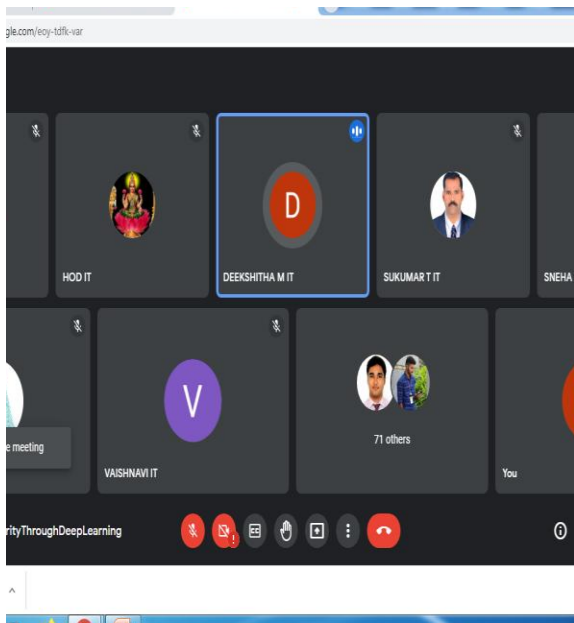 gle.com/eoy-tdfk-var
HOD IT
DEEKSHITHA M IT
SUKUMAR T IT
SNEHA
D
e meeting
V
VAISHNAVI IT
71 others
You
rityThroughDeepLearning
CC